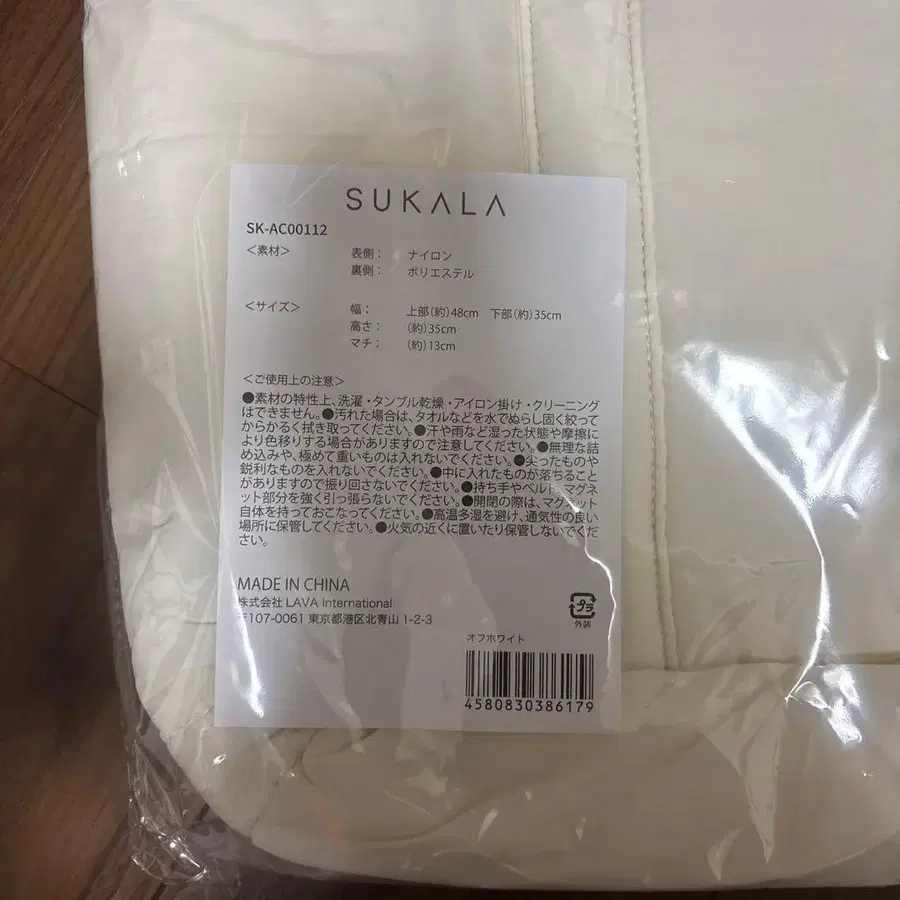 SUKALA
SK-AC00112
＜素材＞ 表側： ナイロン
裏側： ポリエステル
＜サイズ＞ 幅： 上部(約)48cm 下部(約)35cm
高さ： (約)35cm
マチ： (約)13cm
＜ご使用上の注意＞
●素材の特性上、洗濯・タンブル乾燥・アイロン掛け・クリーニング
はできません。●汚れた場合は、タオルなどを水でぬらし固く絞って
からかるく拭き取ってください。●汗や雨など湿った状態や摩擦に
より色移りする場合がありますので注意してください。●無理な詰
め込みや、極めて重いものは入れないでください。●尖ったものや
鋭利なものを入れないでください。●中に入れたものが落ちること
がありますので振り回さないでください。●持ち手やベルト、マグネ
ット部分を強く引っ張らないでください。●開閉の際は、マグネット
自体を持っておこなってください。●高温多湿を避け、通気性の良い
場所に保管してください。●火気の近くに置いたり保管しないでくだ
さい。
MADE IN CHINA
株式会社 LAVA International
〒107-0061 東京都港区北青山 1-2-3
プラ
外装
オフホワイト
4580830386179